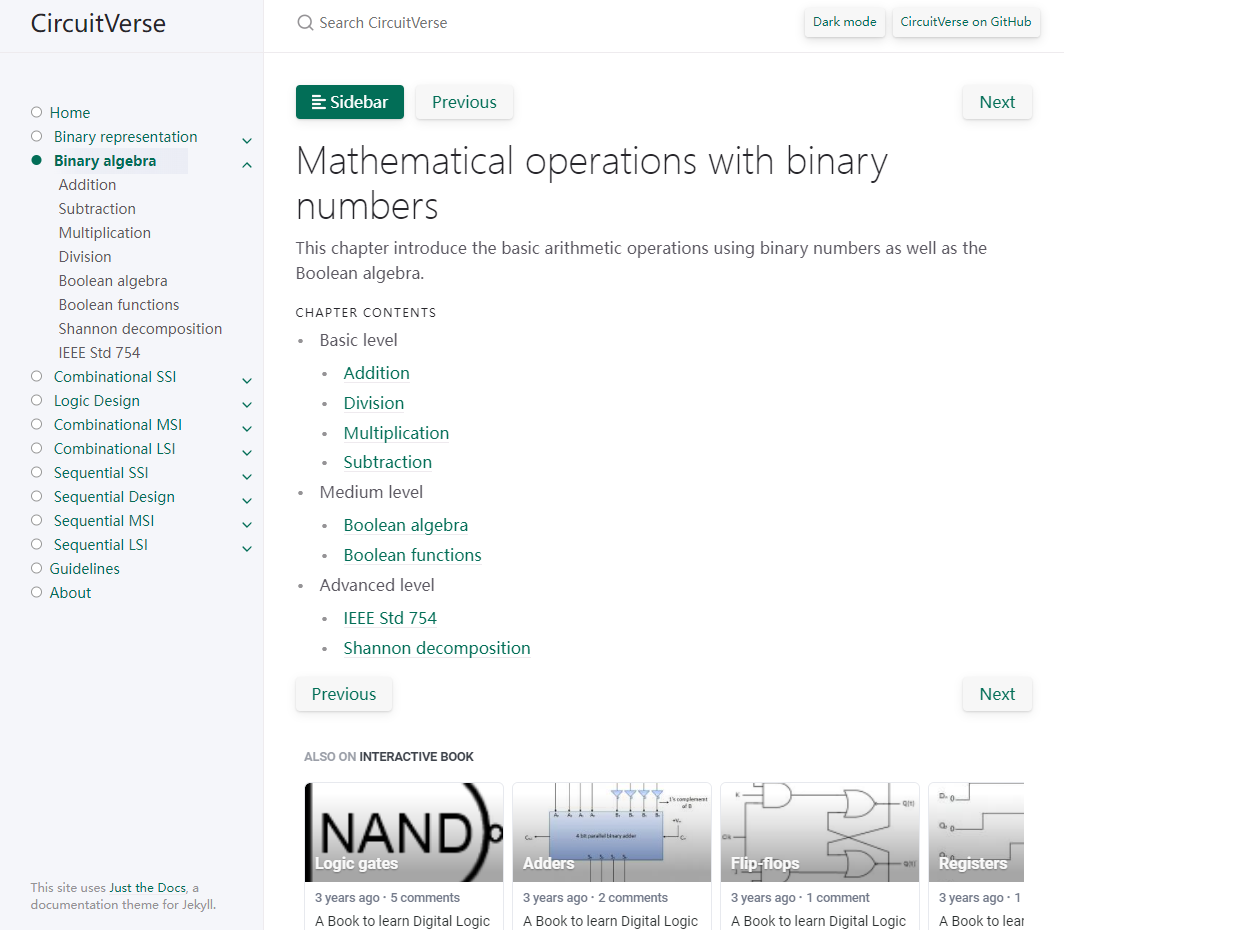 CircuitVerse
Search CircuitVerse
Dark mode
CircuitVerse on GitHub
Home
Binary representation
Binary algebra
Addition
Subtraction
Multiplication
Division
Boolean algebra
Boolean functions
Shannon decomposition
IEEE Std 754
Combinational SSI
Logic Design
Combinational MSI
Combinational LSI
Sequential SSI
Sequential Design
Sequential MSI
Sequential LSI
Guidelines
About
This site uses Just the Docs, a
documentation theme for Jekyll.
Sidebar
Previous
Next
Mathematical operations with binary
numbers
This chapter introduce the basic arithmetic operations using binary numbers as well as the
Boolean algebra.
CHAPTER CONTENTS
• Basic level
• Addition
• Division
• Multiplication
• Subtraction
• Medium level
• Boolean algebra
• Boolean functions
• Advanced level
• IEEE Std 754
• Shannon decomposition
Previous
Next
ALSO ON INTERACTIVE BOOK
NAND
Logic gates
3 years ago · 5 comments
A Book to learn Digital Logic
1's complement
of B
4 bit parallel binary adder
Adders
3 years ago · 2 comments
A Book to learn Digital Logic
K
Q(t)
Flip-flops
3 years ago · 1 comment
A Book to learn Digital Logic
Registers
3 years ago · 1
A Book to lear